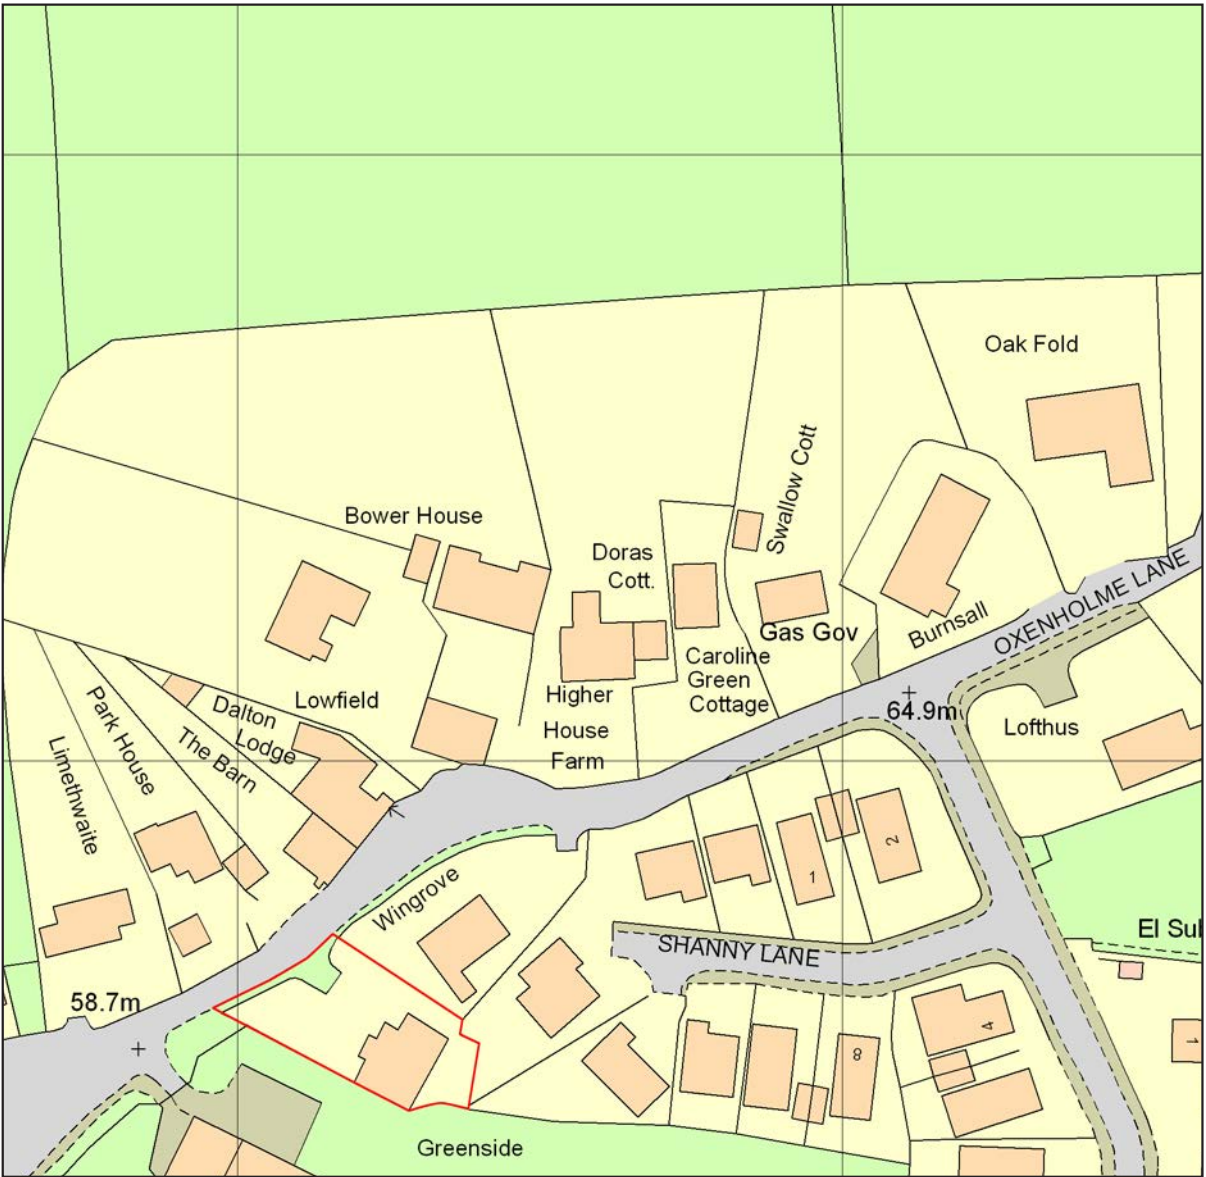 Oak Fold
Swallow Cott
Bower House
Doras
Cott.
OXENHOLME LANE
Gas Gov
Burnsall
Caroline
Green
Cottage
Higher
House
Farm
Lowfield
Dalton
Lodge
The Barn
Park House
Limethwaite
64.9m
Lofthus
1
2
Wingrove
SHANNY LANE
El Su
58.7m
4
8
1
Greenside